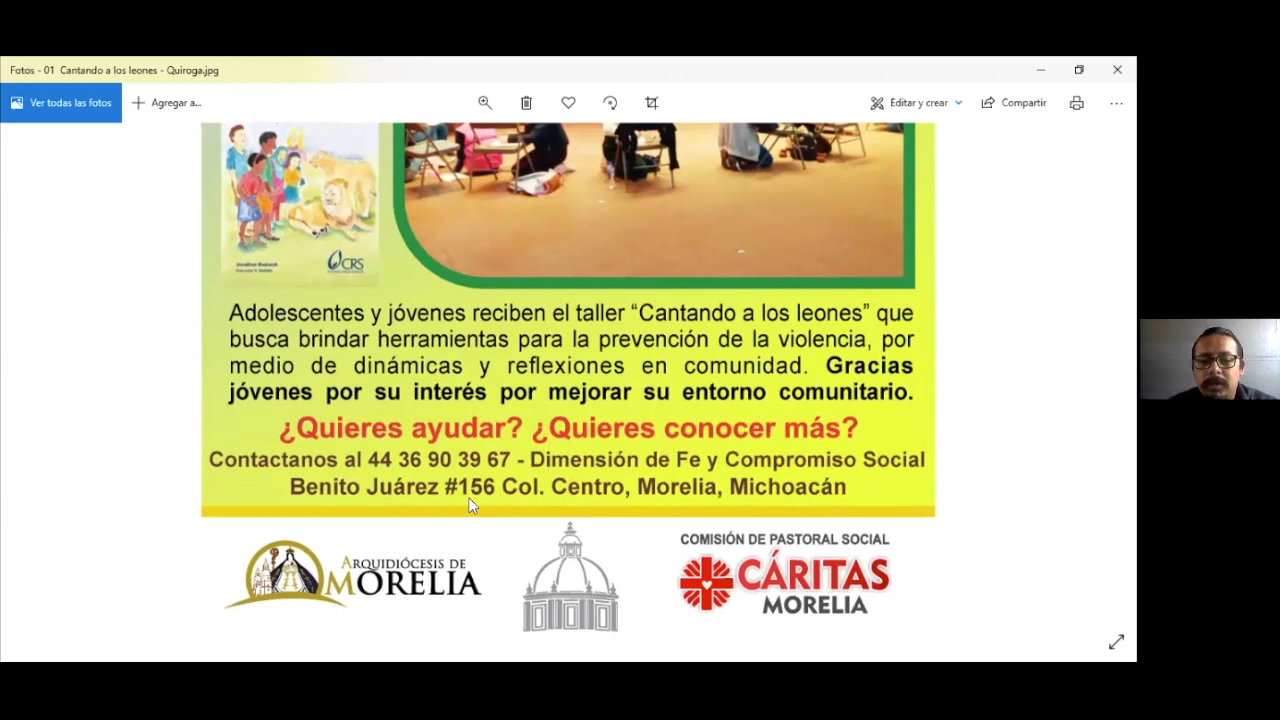 Fotos - 01 Cantando a los leones - Quiroga.jpg
Ver todas las fotos
Agregar a...
Editar y crear
Compartir
CRS
Adolescentes y jóvenes reciben el taller “Cantando a los leones” que
busca brindar herramientas para la prevención de la violencia, por
medio de dinámicas y reflexiones en comunidad. Gracias
jóvenes por su interés por mejorar su entorno comunitario.
¿Quieres ayudar? ¿Quieres conocer más?
Contactanos al 44 36 90 39 67 - Dimensión de Fe y Compromiso Social
Benito Juárez #156 Col. Centro, Morelia, Michoacán
ARQUIDIÓCESIS DE
MORELIA
COMISIÓN DE PASTORAL SOCIAL
CÁRITAS
MORELIA